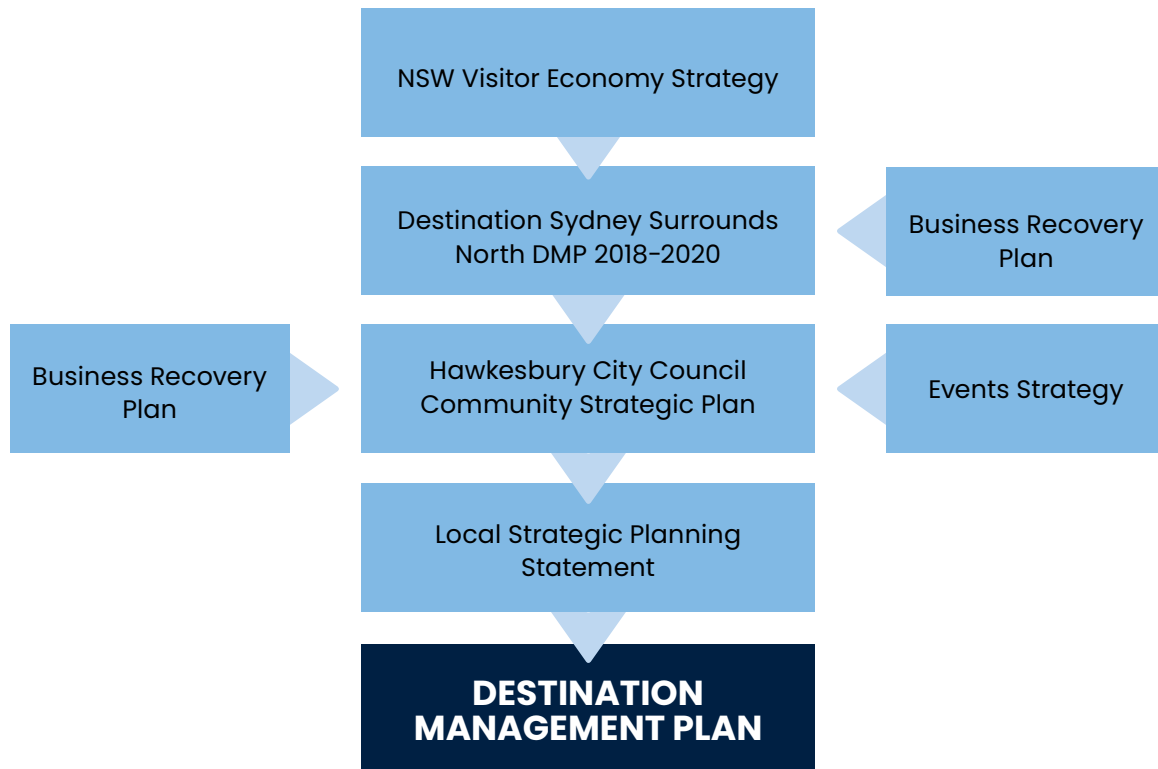 NSW Visitor Economy Strategy
Destination Sydney Surrounds
North DMP 2018-2020
Business Recovery
Plan
Business Recovery
Plan
Hawkesbury City Council
Community Strategic Plan
Events Strategy
Local Strategic Planning
Statement
DESTINATION
MANAGEMENT PLAN